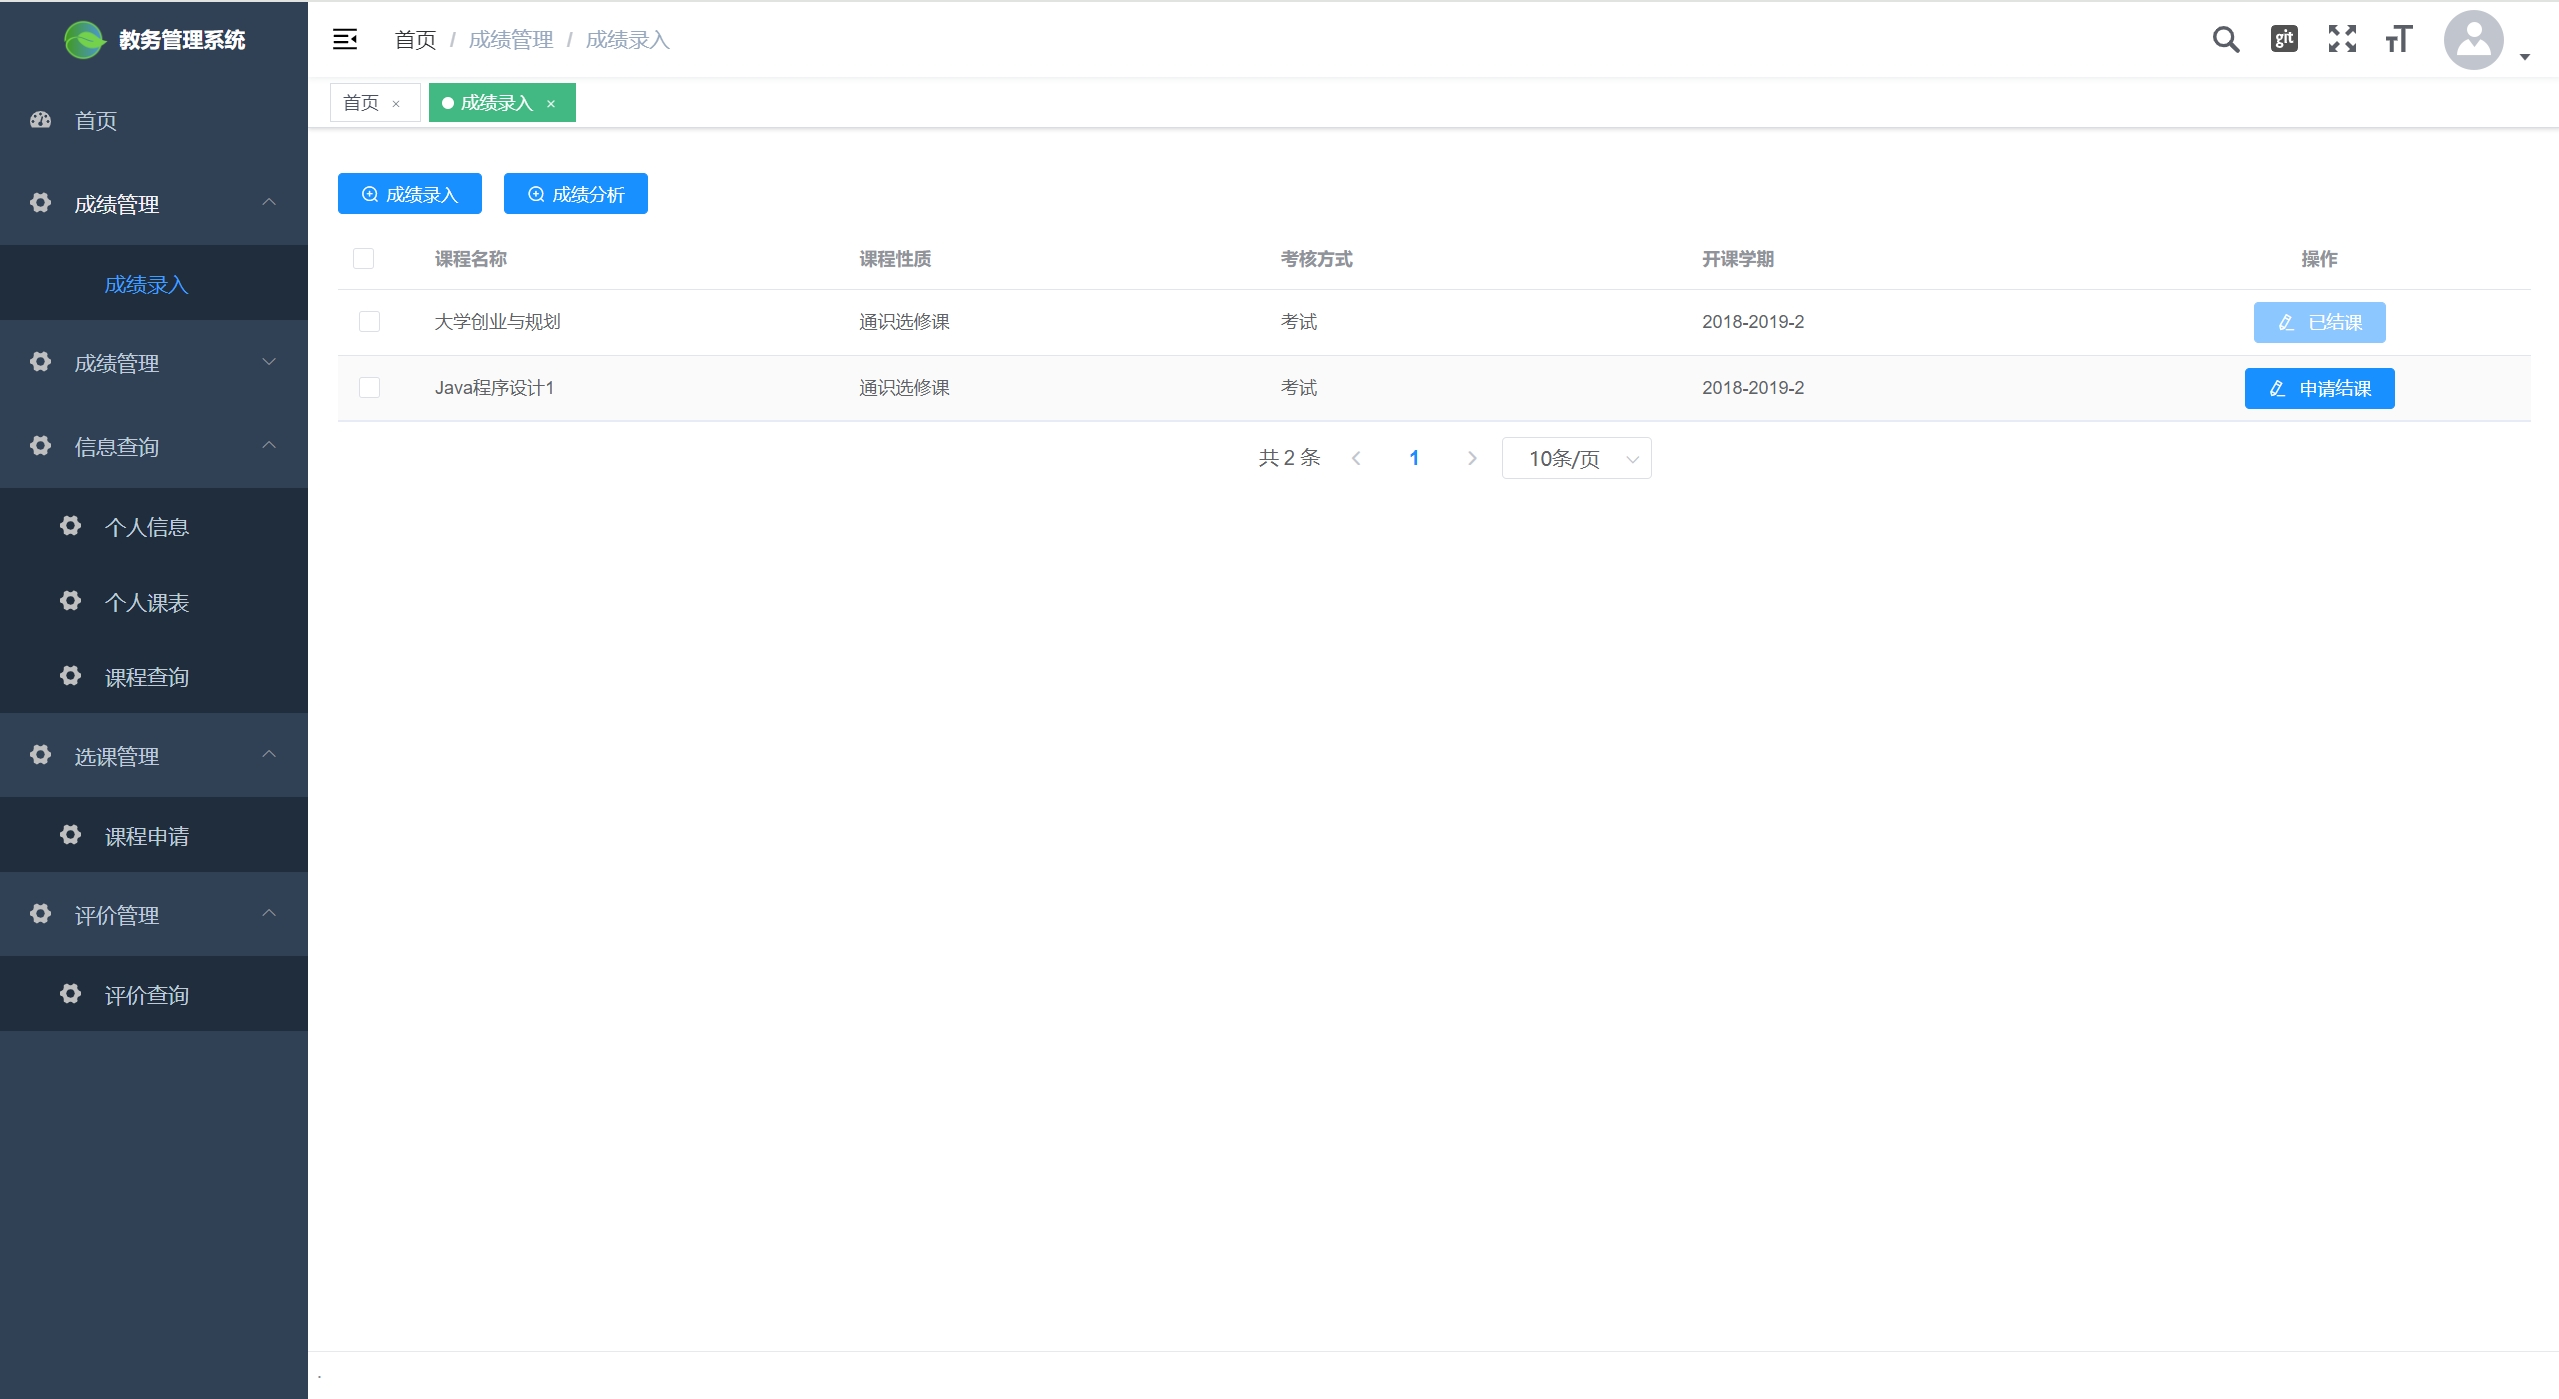 教务管理系统
首页
成绩管理
成绩录入
成绩管理
信息查询
个人信息
个人课表
课程查询
选课管理
课程申请
评价管理
评价查询
首页 / 成绩管理 / 成绩录入
git
首页 ×
成绩录入 ×
成绩录入 成绩分析
课程名称 课程性质 考核方式 开课学期 操作
大学创业与规划 通识选修课 考试 2018-2019-2 已结课
Java程序设计1 通识选修课 考试 2018-2019-2 申请结课
共 2 条 1 10条/页
.